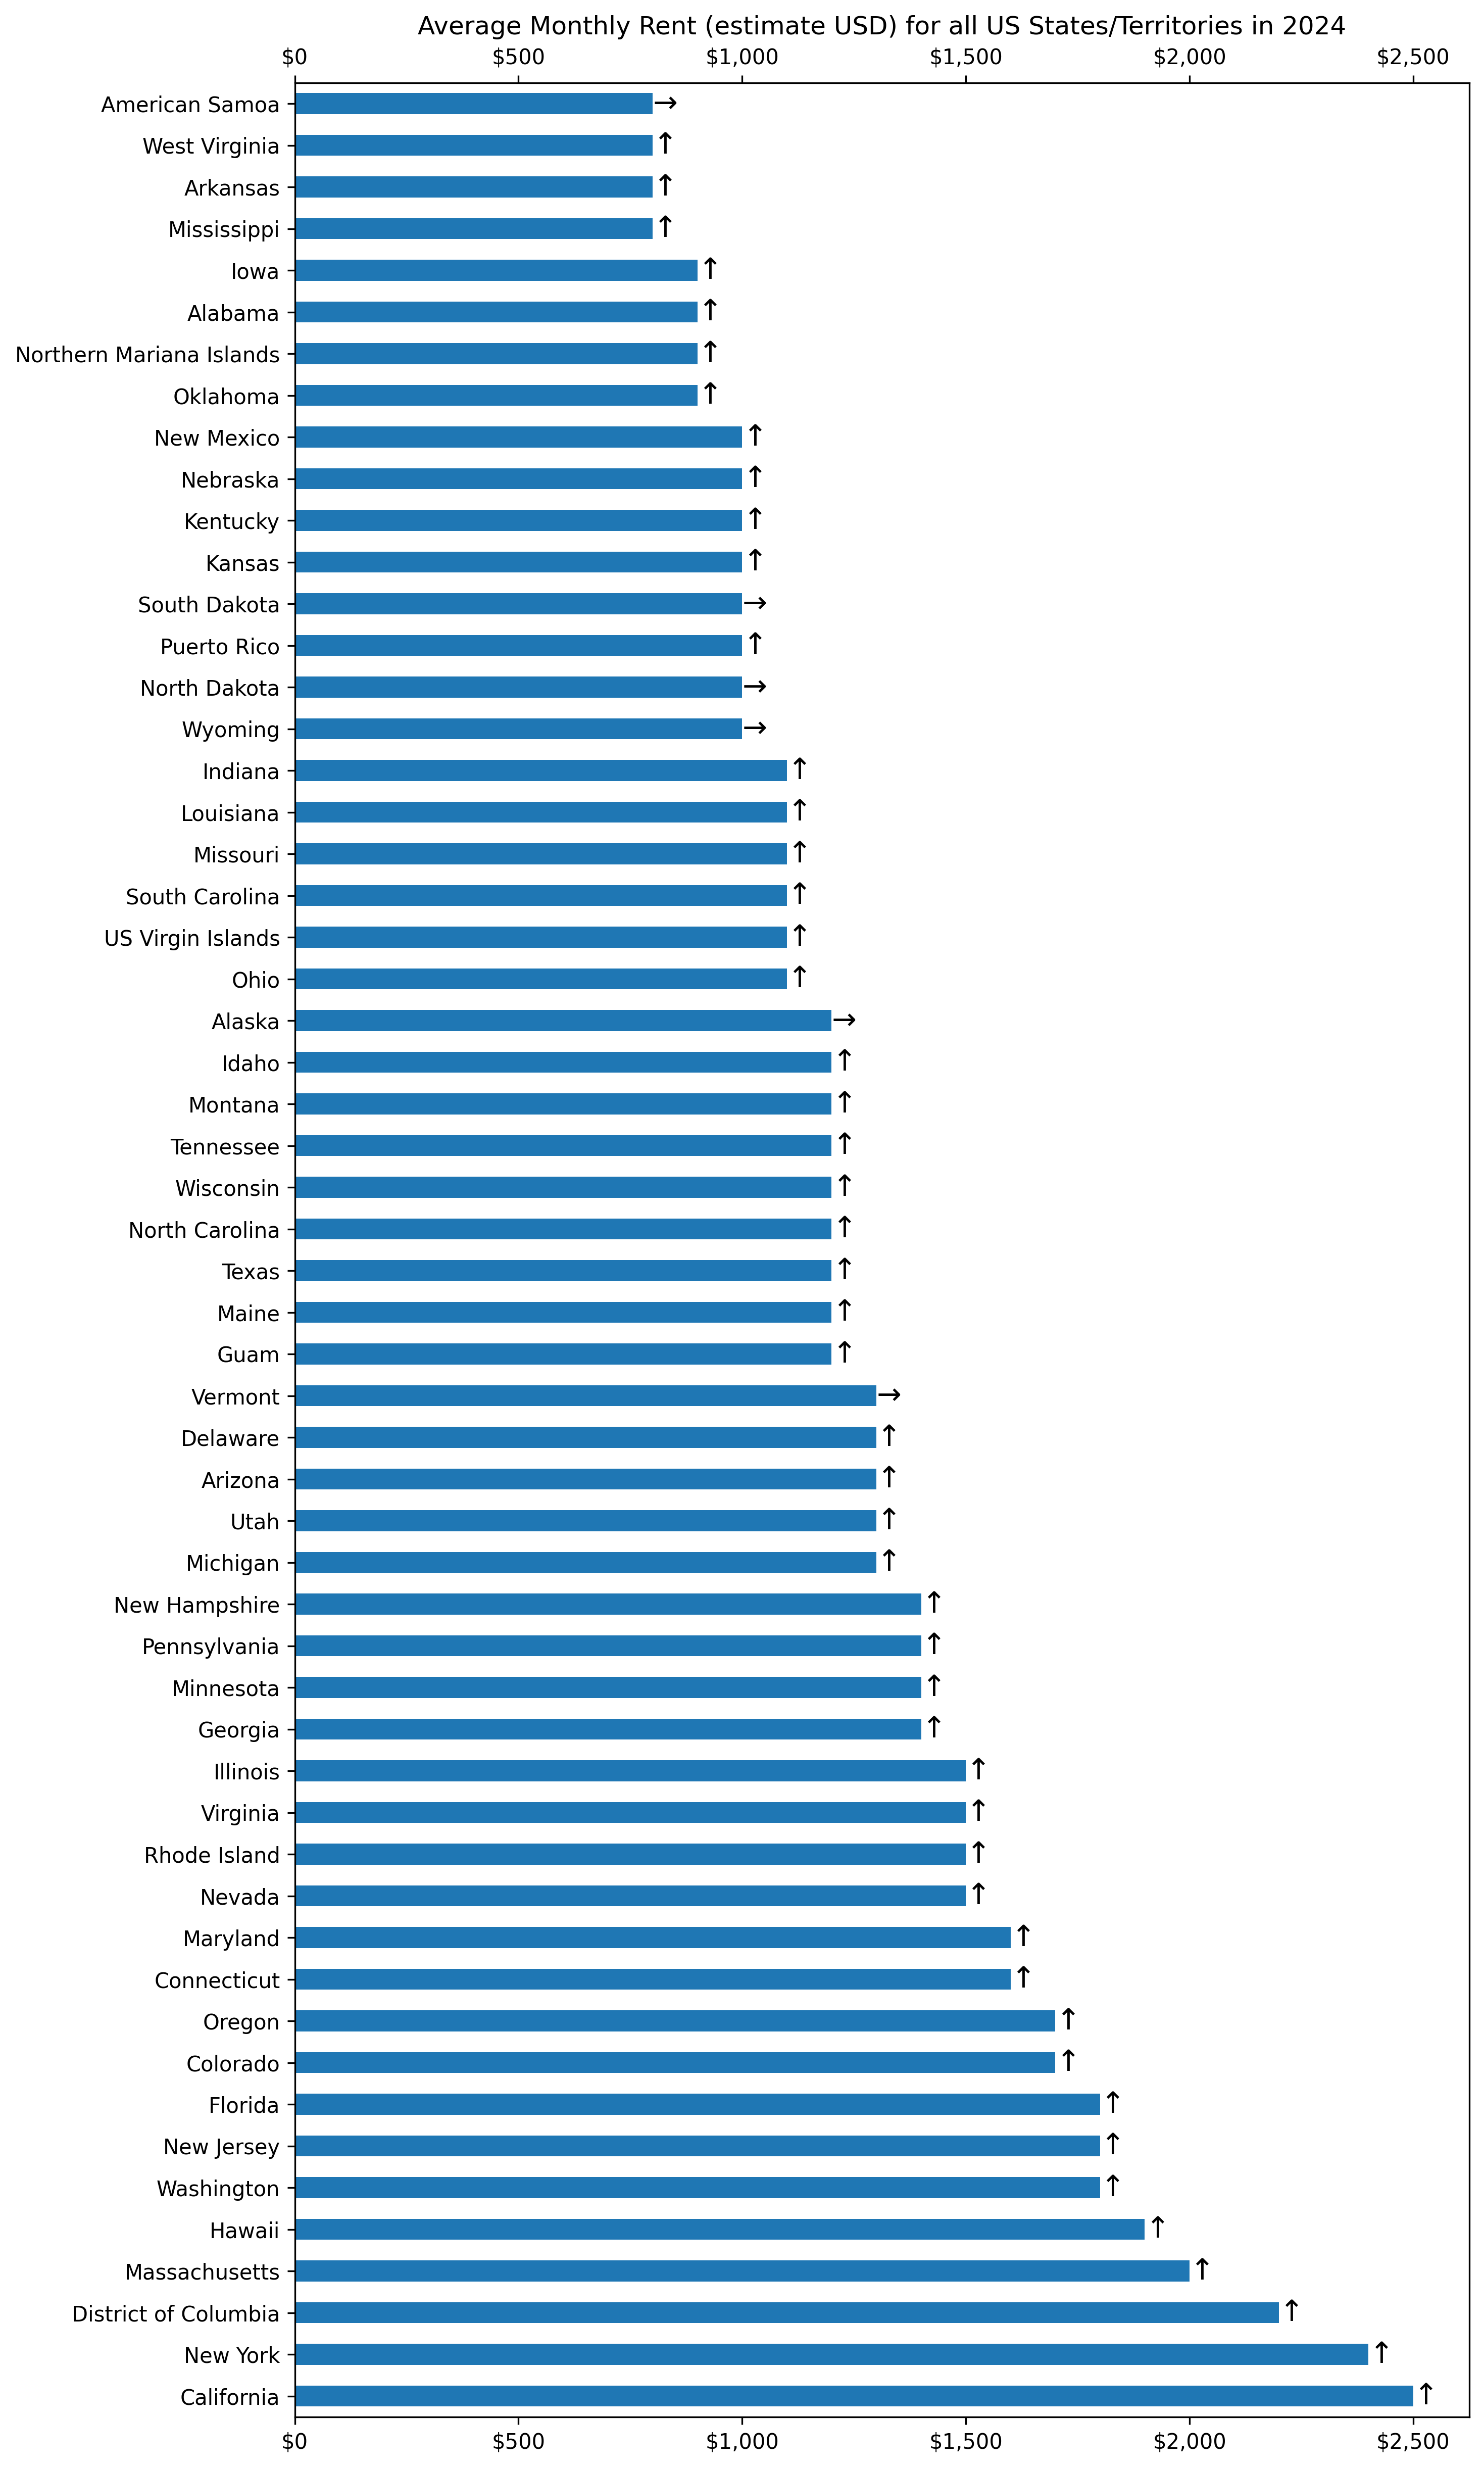 Average Monthly Rent (estimate USD) for all US States/Territories in 2024
$0 $500 $1,000 $1,500 $2,000 $2,500
American Samoa →
West Virginia ↑
Arkansas ↑
Mississippi ↑
Iowa ↑
Alabama ↑
Northern Mariana Islands ↑
Oklahoma ↑
New Mexico ↑
Nebraska ↑
Kentucky ↑
Kansas ↑
South Dakota →
Puerto Rico ↑
North Dakota →
Wyoming →
Indiana ↑
Louisiana ↑
Missouri ↑
South Carolina ↑
US Virgin Islands ↑
Ohio ↑
Alaska →
Idaho ↑
Montana ↑
Tennessee ↑
Wisconsin ↑
North Carolina ↑
Texas ↑
Maine ↑
Guam ↑
Vermont →
Delaware ↑
Arizona ↑
Utah ↑
Michigan ↑
New Hampshire ↑
Pennsylvania ↑
Minnesota ↑
Georgia ↑
Illinois ↑
Virginia ↑
Rhode Island ↑
Nevada ↑
Maryland ↑
Connecticut ↑
Oregon ↑
Colorado ↑
Florida ↑
New Jersey ↑
Washington ↑
Hawaii ↑
Massachusetts ↑
District of Columbia ↑
New York ↑
California ↑
$0 $500 $1,000 $1,500 $2,000 $2,500